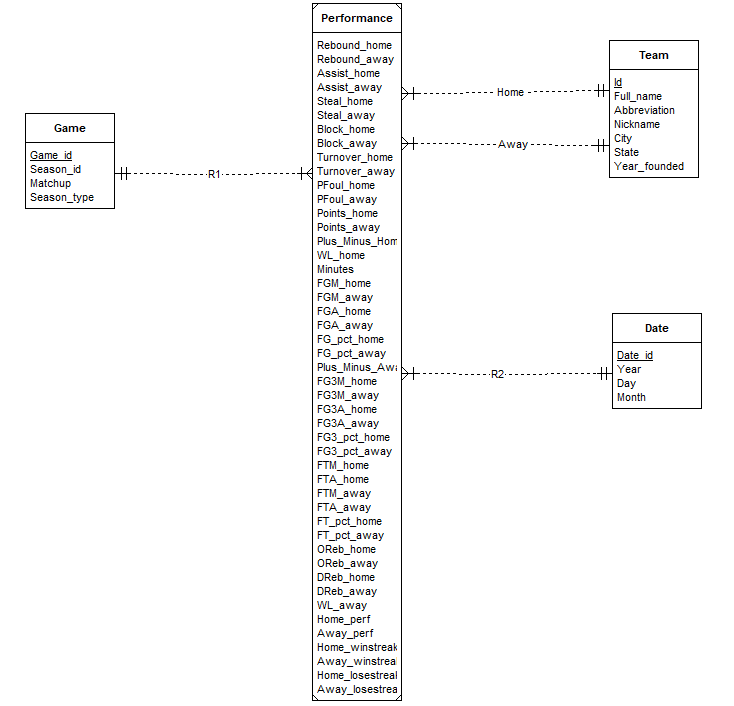 Performance
Rebound_home
Rebound_away
Assist_home
Assist_away
Steal_home
Steal_away
Block_home
Block_away
Turnover_home
Turnover_away
PFoul_home
PFoul_away
Points_home
Points_away
Plus_Minus_Hom
WL_home
Minutes
FGM_home
FGM_away
FGA_home
FGA_away
FG_pct_home
FG_pct_away
Plus_Minus_Awa
FG3M_home
FG3M_away
FG3A_home
FG3A_away
FG3_pct_home
FG3_pct_away
FTM_home
FTA_home
FTM_away
FTA_away
FT_pct_home
FT_pct_away
OReb_home
OReb_away
DReb_home
DReb_away
WL_away
Home_perf
Away_perf
Home_winstreak
Away_winstreak
Home_losestreak
Away_losestrea
Game
Game_id
Season_id
Matchup
Season_type
R1
Home
Away
Team
Id
Full_name
Abbreviation
Nickname
City
State
Year_founded
R2
Date
Date_id
Year
Day
Month